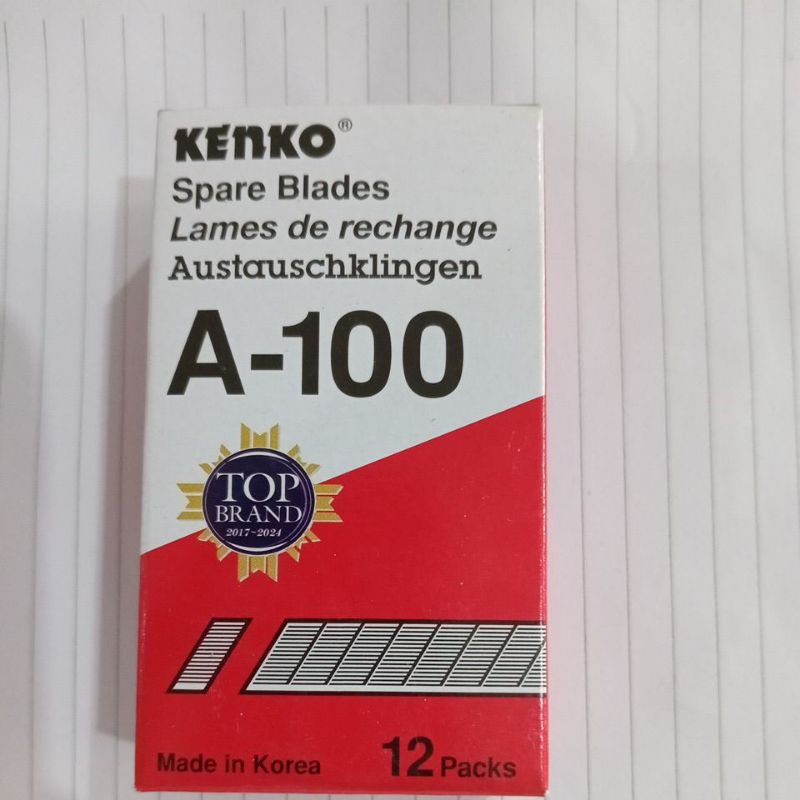 KENKO®
Spare Blades
Lames de rechange
Austauschklingen
A-100
TOP
BRAND
2017-2024
Made in Korea
12 Packs